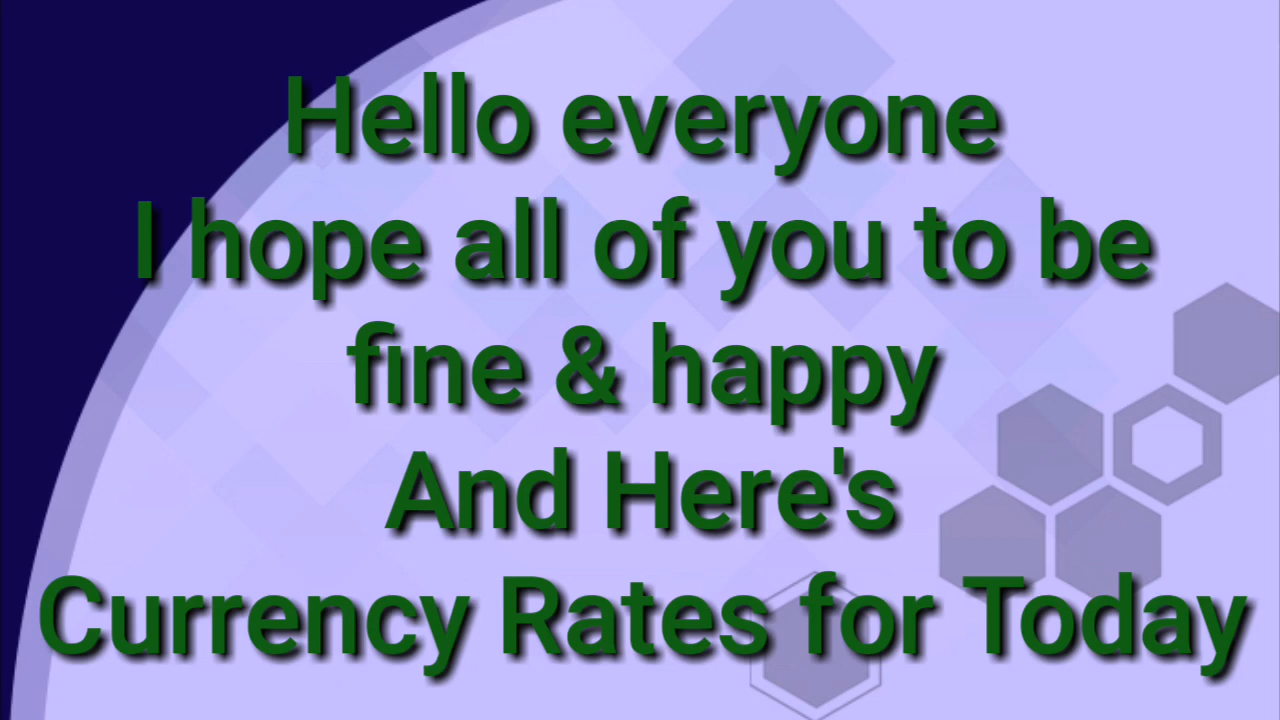 Hello everyone
I hope all of you to be
fine & happy
And Here's
Currency Rates for Today